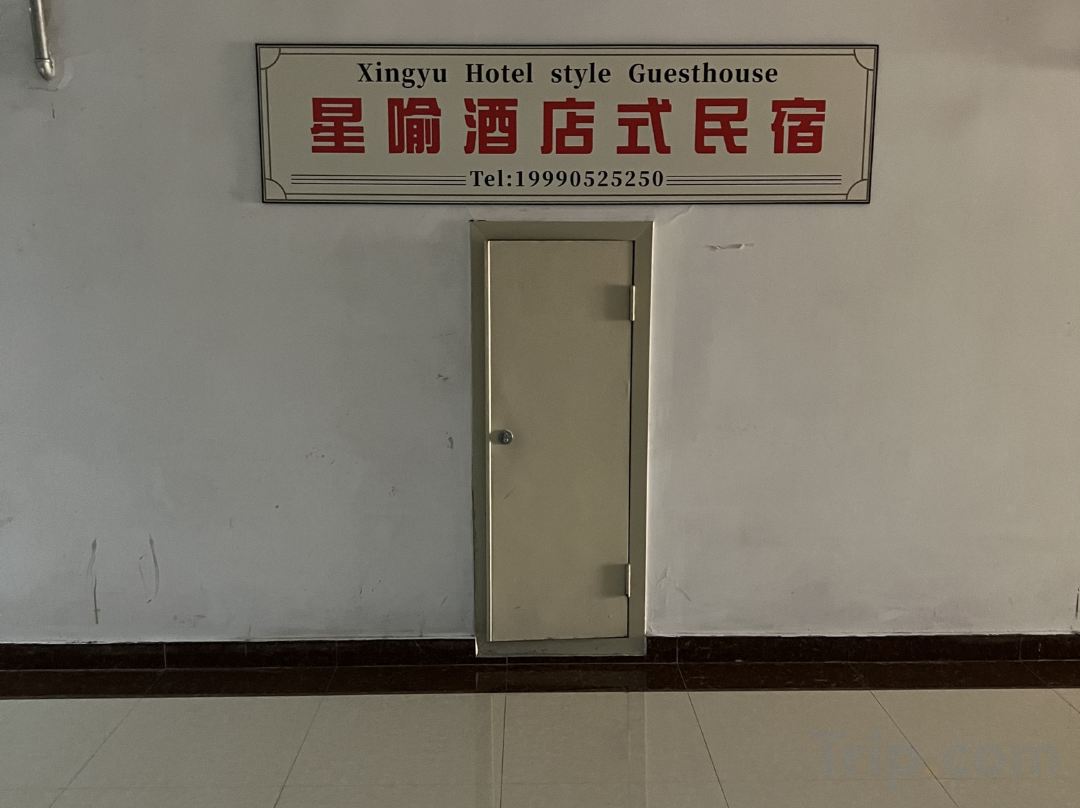 Xingyu Hotel style Guesthouse
星喻酒店式民宿
Tel:19990525250
Trip.com